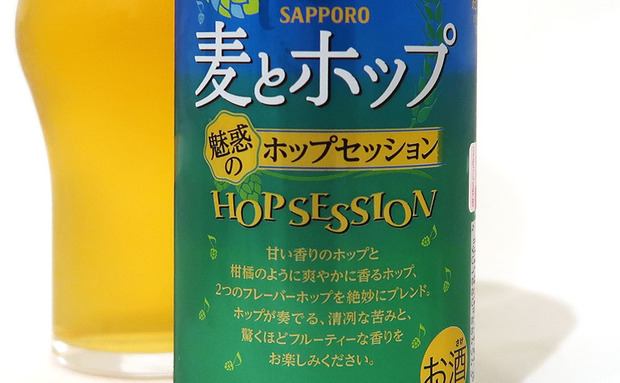 SAPPORO
麦とホップ
魅惑の
ホップセッション
HOP SESSION
甘い香りのホップと
柑橘のように爽やかに香るホップ、
2つのフレーバーホップを絶妙にブレンド。
ホップが奏でる、清冽な苦みと、
驚くほどフルーティーな香りを
お楽しみください。
さけ
お酒